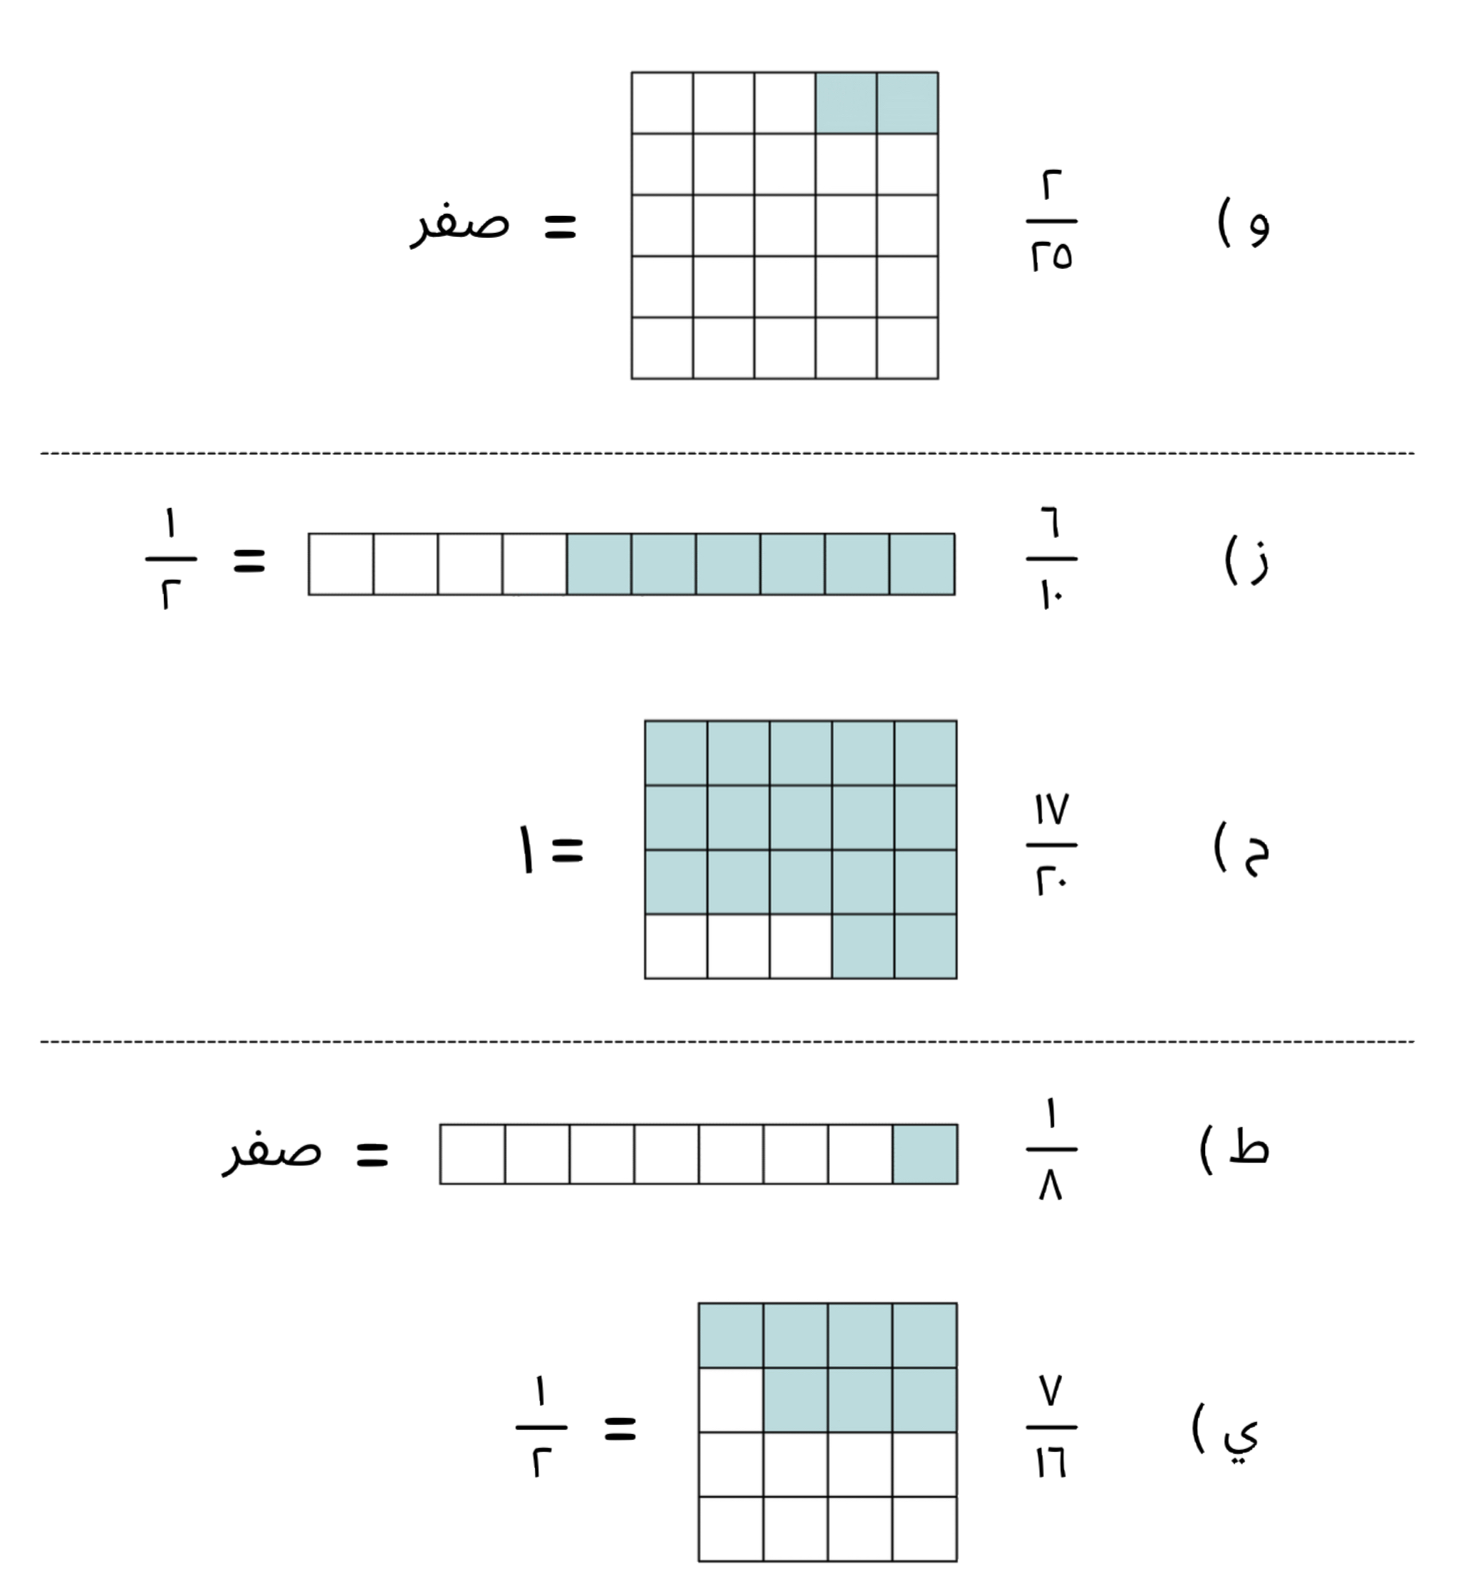 و) ٢/٢٥ = صفر
ز) ٦/١٠ = ١/٢
ح) ١٧/٢٠ = ١
ط) ١/٨ = صفر
ي) ٧/١٦ = ١/٢